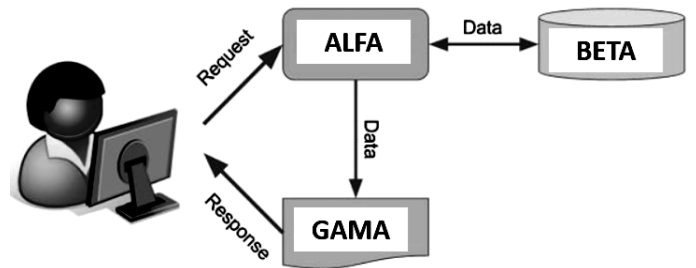 Request
ALFA
Data
BETA
Data
Response
GAMA